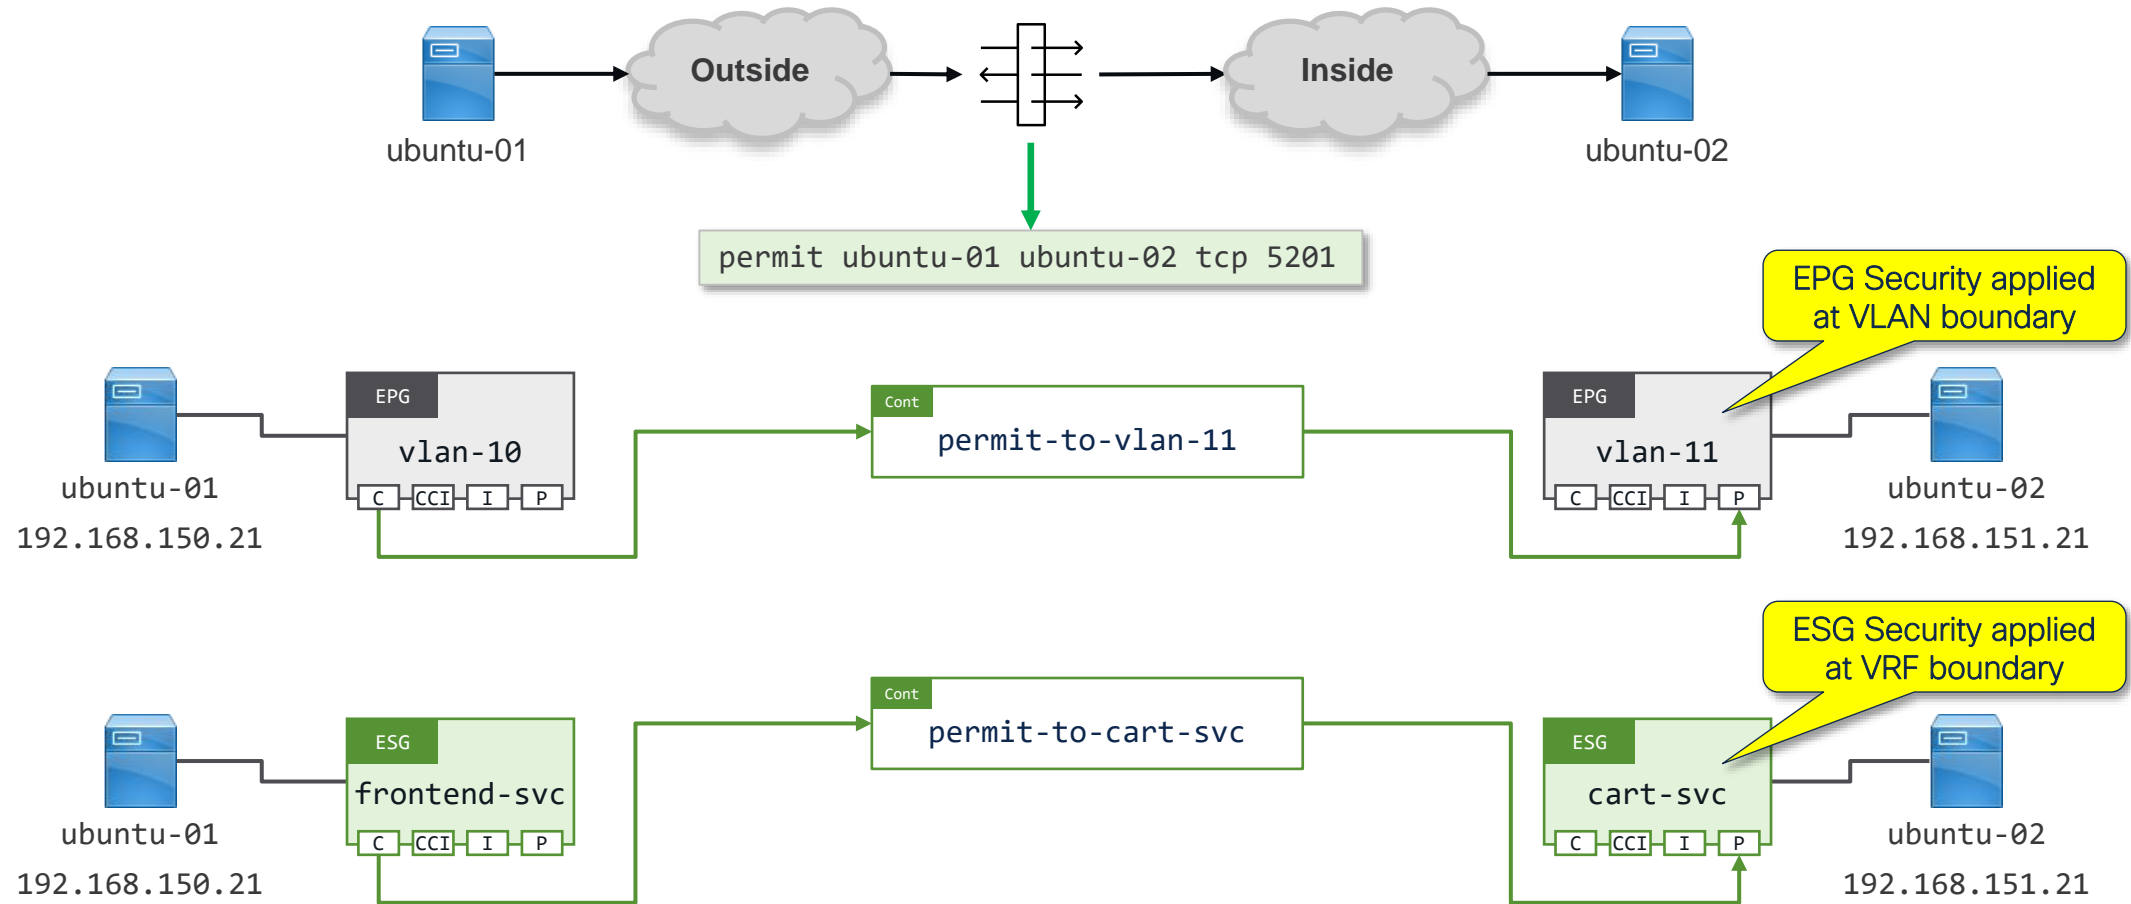 Outside
Inside
ubuntu-01
ubuntu-02
permit ubuntu-01 ubuntu-02 tcp 5201
EPG Security applied
at VLAN boundary
EPG
vlan-10
C CCI I P
Cont
permit-to-vlan-11
EPG
vlan-11
C CCI I P
ubuntu-01
192.168.150.21
ubuntu-02
192.168.151.21
ESG Security applied
at VRF boundary
ESG
frontend-svc
C CCI I P
Cont
permit-to-cart-svc
ESG
cart-svc
C CCI I P
ubuntu-01
192.168.150.21
ubuntu-02
192.168.151.21